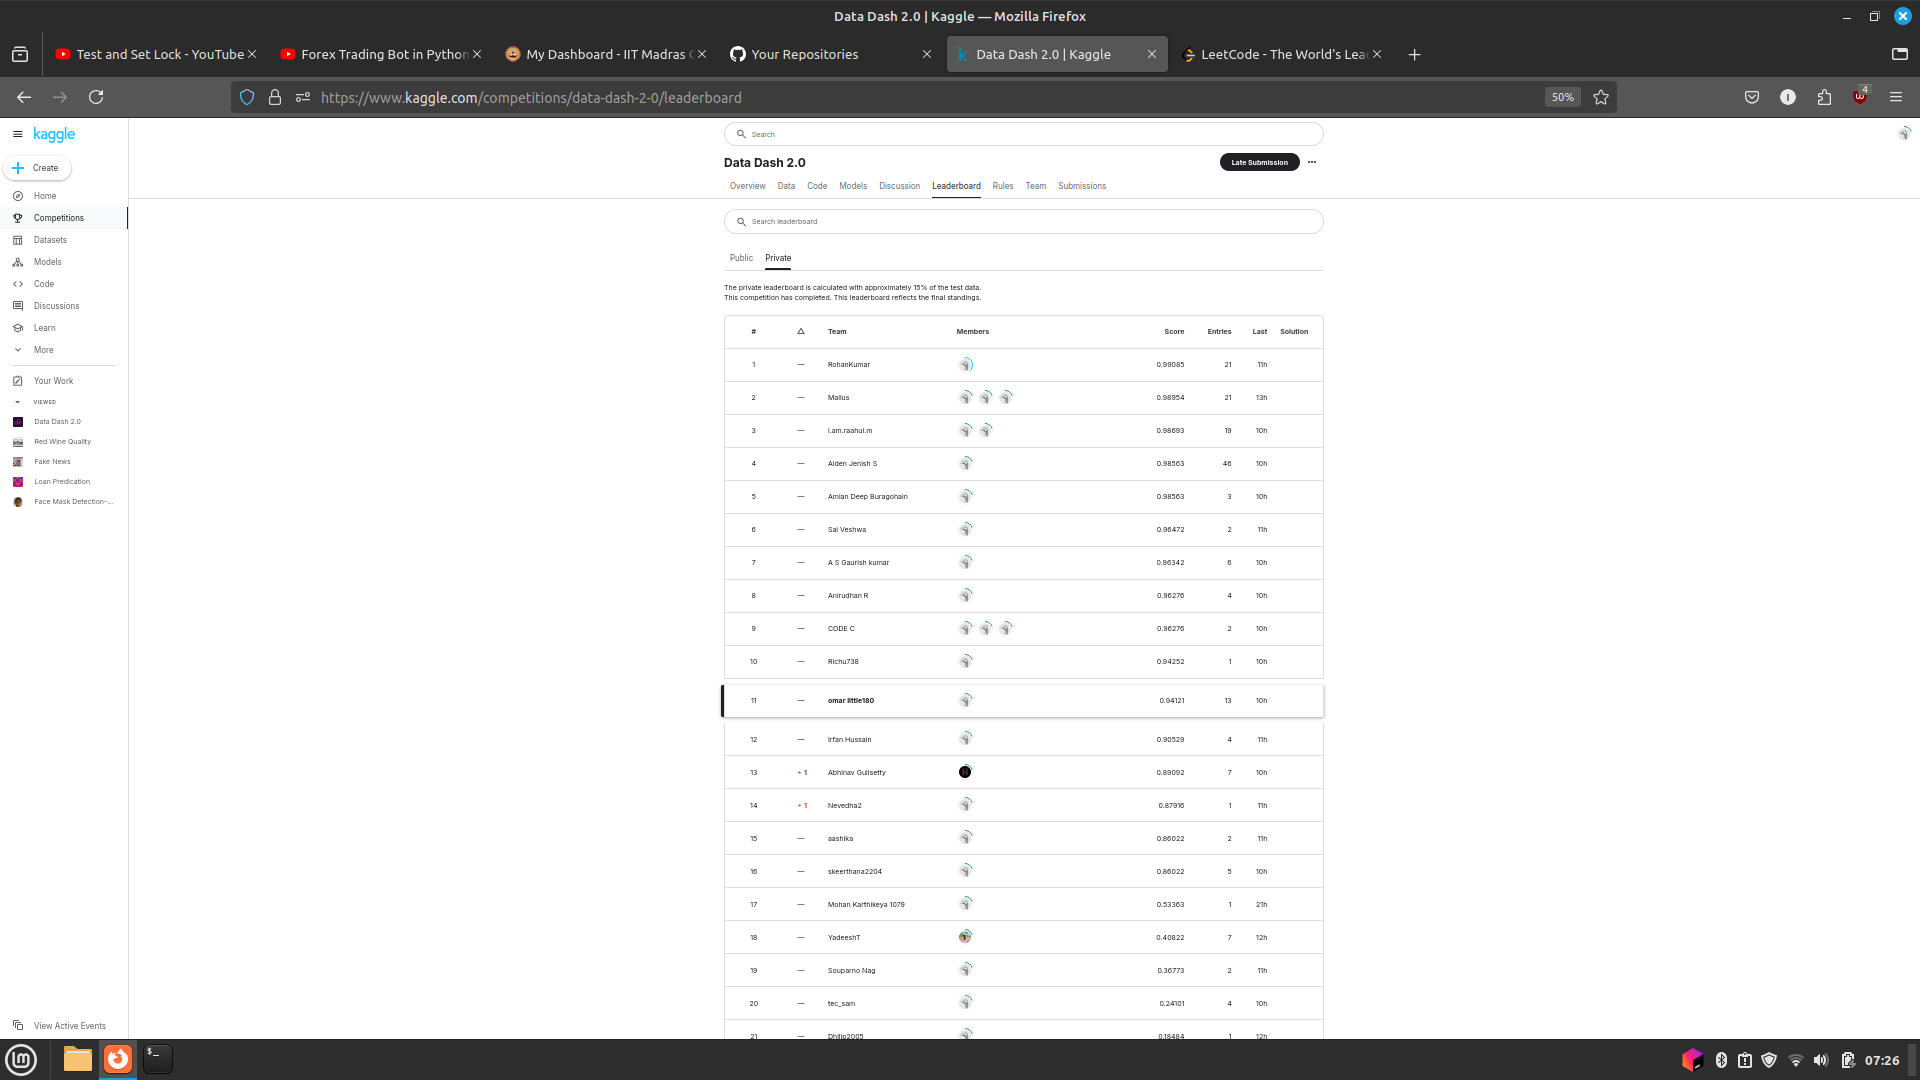 Data Dash 2.0 | Kaggle — Mozilla Firefox
Test and Set Lock - YouTube
Forex Trading Bot in Python
My Dashboard - IIT Madras
Your Repositories
Data Dash 2.0 | Kaggle
LeetCode - The World's Lea
https://www.kaggle.com/competitions/data-dash-2-0/leaderboard
50%
4
kaggle
Create
Home
Competitions
Datasets
Models
Code
Discussions
Learn
More
Your Work
VIEWED
Data Dash 2.0
Red Wine Quality
Fake News
Loan Predication
Face Mask Detection-...
View Active Events
Search
Data Dash 2.0
Late Submission
Overview Data Code Models Discussion Leaderboard Rules Team Submissions
Search leaderboard
Public Private
The private leaderboard is calculated with approximately 15% of the test data.
This competition has completed. This leaderboard reflects the final standings.
# △ Team Members Score Entries Last Solution
1 — RohanKumar 0.99085 21 11h
2 — Mallus 0.98954 21 13h
3 — i.am.raahul.m 0.98693 19 10h
4 — Aiden Jenish S 0.98563 46 10h
5 — Amlan Deep Buragohain 0.98563 3 10h
6 — Sai Veshwa 0.96472 2 11h
7 — A S Gaurish kumar 0.96342 6 10h
8 — Anirudhan R 0.96276 4 10h
9 — CODE C 0.96276 2 10h
10 — Richu738 0.94252 1 10h
11 — omar little180 0.94121 13 10h
12 — Irfan Hussain 0.90529 4 11h
13 1 Abhinav Gulisetty 0.89092 7 10h
14 1 Nevedha2 0.87916 1 11h
15 — aashika 0.86022 2 11h
16 — skeerthana2204 0.86022 5 10h
17 — Mohan Karthikeya 1079 0.53363 1 21h
18 — YadeeshT 0.40822 7 12h
19 — Souparno Nag 0.36773 2 11h
20 — tec_sam 0.24101 4 10h
21 — Dhilip2005 0.18484 1 12h
07:26